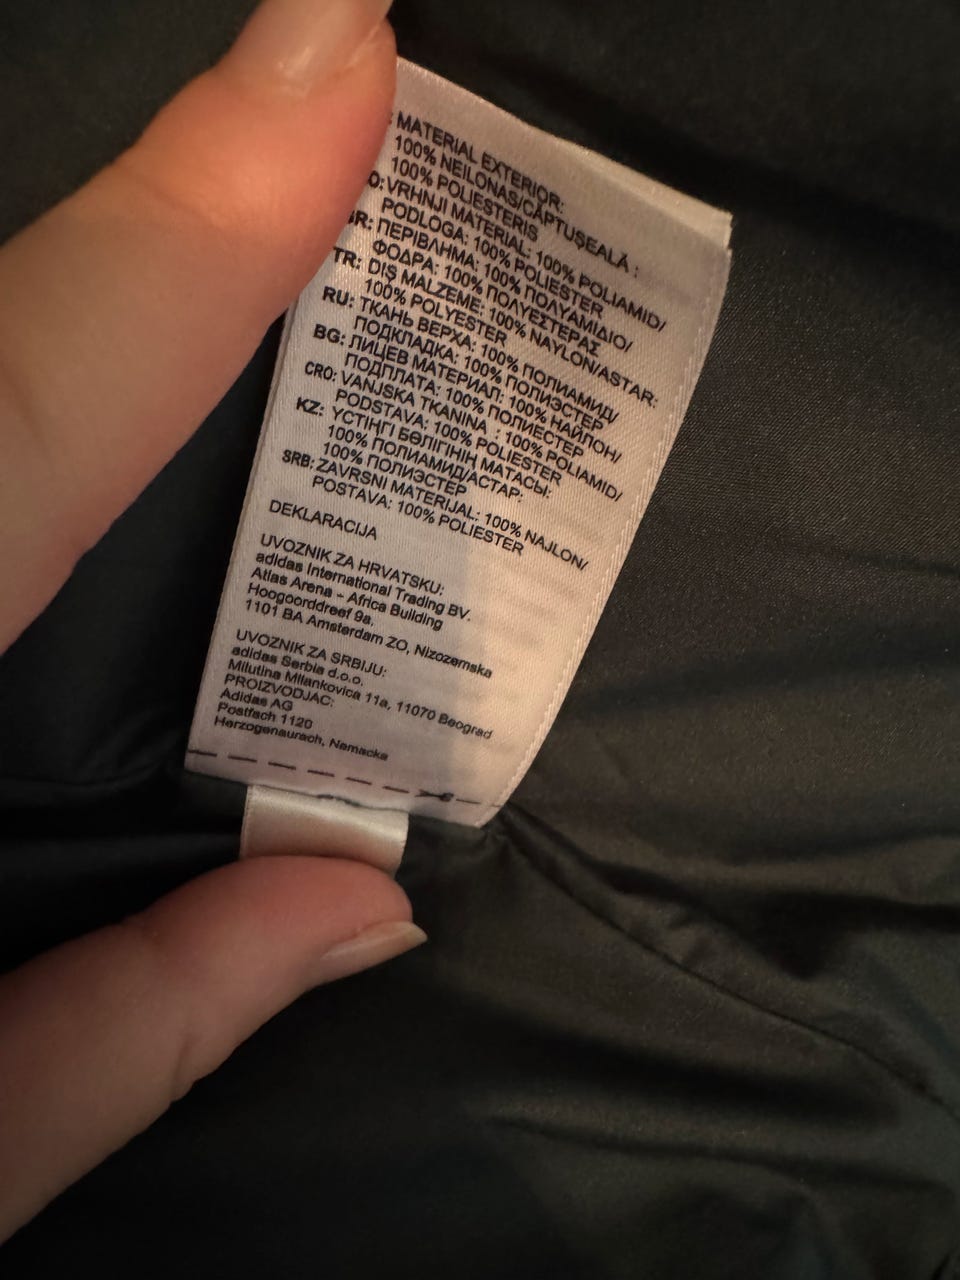 : MATERIAL EXTERIOR:
100% NEILONAS/CĂPTUȘEALĂ :
100% POLIESTERIS
O: VRHNJI MATERIAL: 100% POLIAMID/
PODLOGA: 100% POLIESTER
GR: ΠΕΡΙΒΛΗΜΑ: 100% ΠΟΛΥΑΜΙΔΙΟ/
ΦΟΔΡΑ: 100% ΠΟΛΥΕΣΤΕΡΑΣ
TR: DIŞ MALZEME: 100% NAYLON/ASTAR:
100% POLYESTER
RU: ТКАНЬ ВЕРХА: 100% ПОЛИАМИД/
ПОДКЛАДКА: 100% ПОЛИЭСТЕР
BG: ЛИЦЕВ МАТЕРИАЛ: 100% НАЙЛОН/
ПОДПЛАТА: 100% ПОЛИЕСТЕР
CRO: VANJSKA TKANINA : 100% POLIAMID/
PODSTAVA: 100% POLIESTER
KZ: ҮСТІҢГІ БӨЛІГІНІҢ МАТАСЫ:
100% ПОЛИАМИД/АСТАР:
100% ПОЛИЭСТЕР
SRB: ZAVRSNI MATERIJAL: 100% NAJLON/
POSTAVA: 100% POLIESTER
DEKLARACIJA
UVOZNIK ZA HRVATSKU:
adidas International Trading BV.
Atlas Arena - Africa Building
Hoogoorddreef 9a.
1101 BA Amsterdam ZO, Nizozemska
UVOZNIK ZA SRBIJU:
adidas Serbia d.o.o.
Milutina Milankovica 11a, 11070 Beograd
PROIZVODJAC:
Adidas AG
Postfach 1120
Herzogenaurach, Nemacka